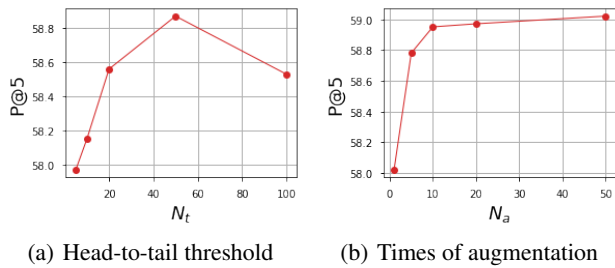 58.8
58.6
58.4
58.2
58.0
P@5
20 40 60 80 100
N_t
(a) Head-to-tail threshold
59.0
58.8
58.6
58.4
58.2
58.0
P@5
0 10 20 30 40 50
N_a
(b) Times of augmentation